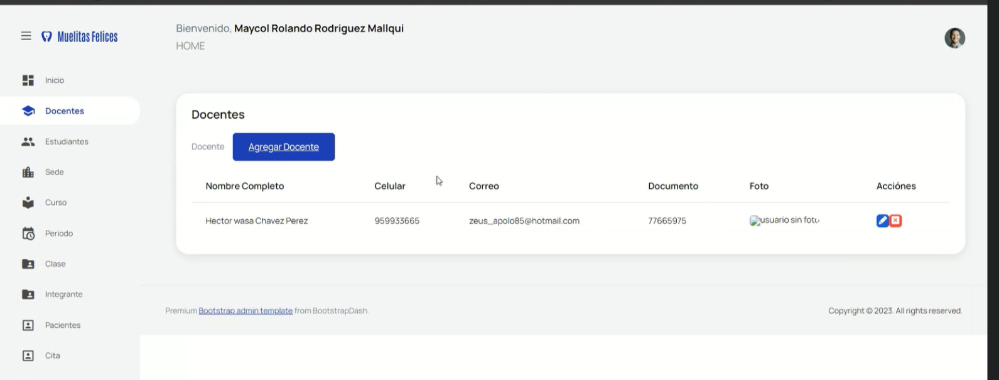 Muelitas Felices
Bienvenido, Maycol Rolando Rodriguez Mallqui
HOME
Inicio
Docentes
Estudiantes
Sede
Curso
Periodo
Clase
Integrante
Pacientes
Cita
Docentes
Docente Agregar Docente
Nombre Completo Celular Correo Documento Foto Acciónes
Hector wasa Chavez Perez 959933665 zeus_apolo85@hotmail.com 77665975 usuario sin foto
Premium Bootstrap admin template from BootstrapDash. Copyright © 2023. All rights reserved.